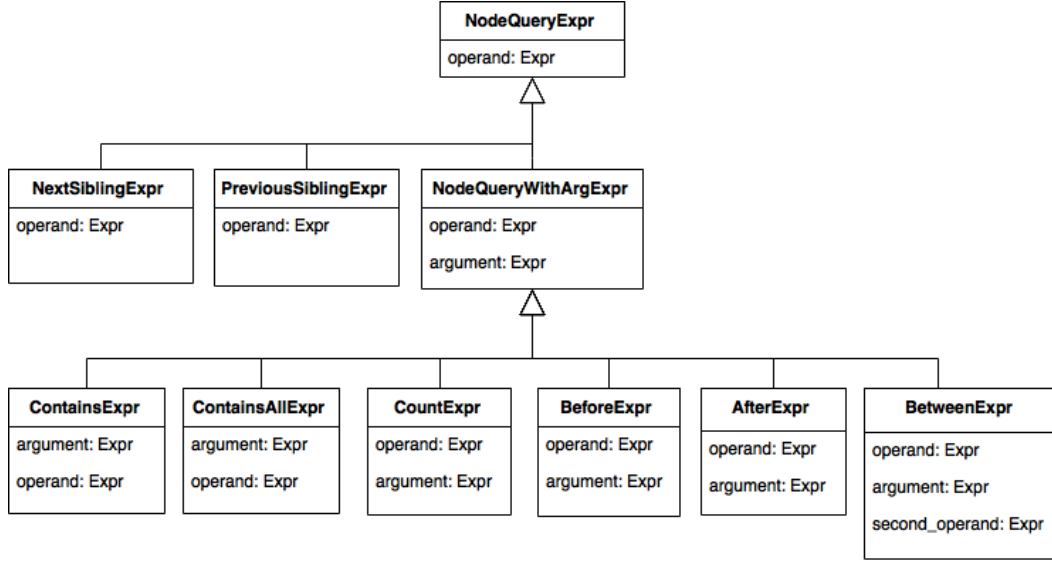 NodeQueryExpr
operand: Expr
NextSiblingExpr
operand: Expr
PreviousSiblingExpr
operand: Expr
NodeQueryWithArgExpr
operand: Expr
argument: Expr
ContainsExpr
argument: Expr
operand: Expr
ContainsAllExpr
argument: Expr
operand: Expr
CountExpr
operand: Expr
argument: Expr
BeforeExpr
operand: Expr
argument: Expr
AfterExpr
operand: Expr
argument: Expr
BetweenExpr
operand: Expr
argument: Expr
second_operand: Expr